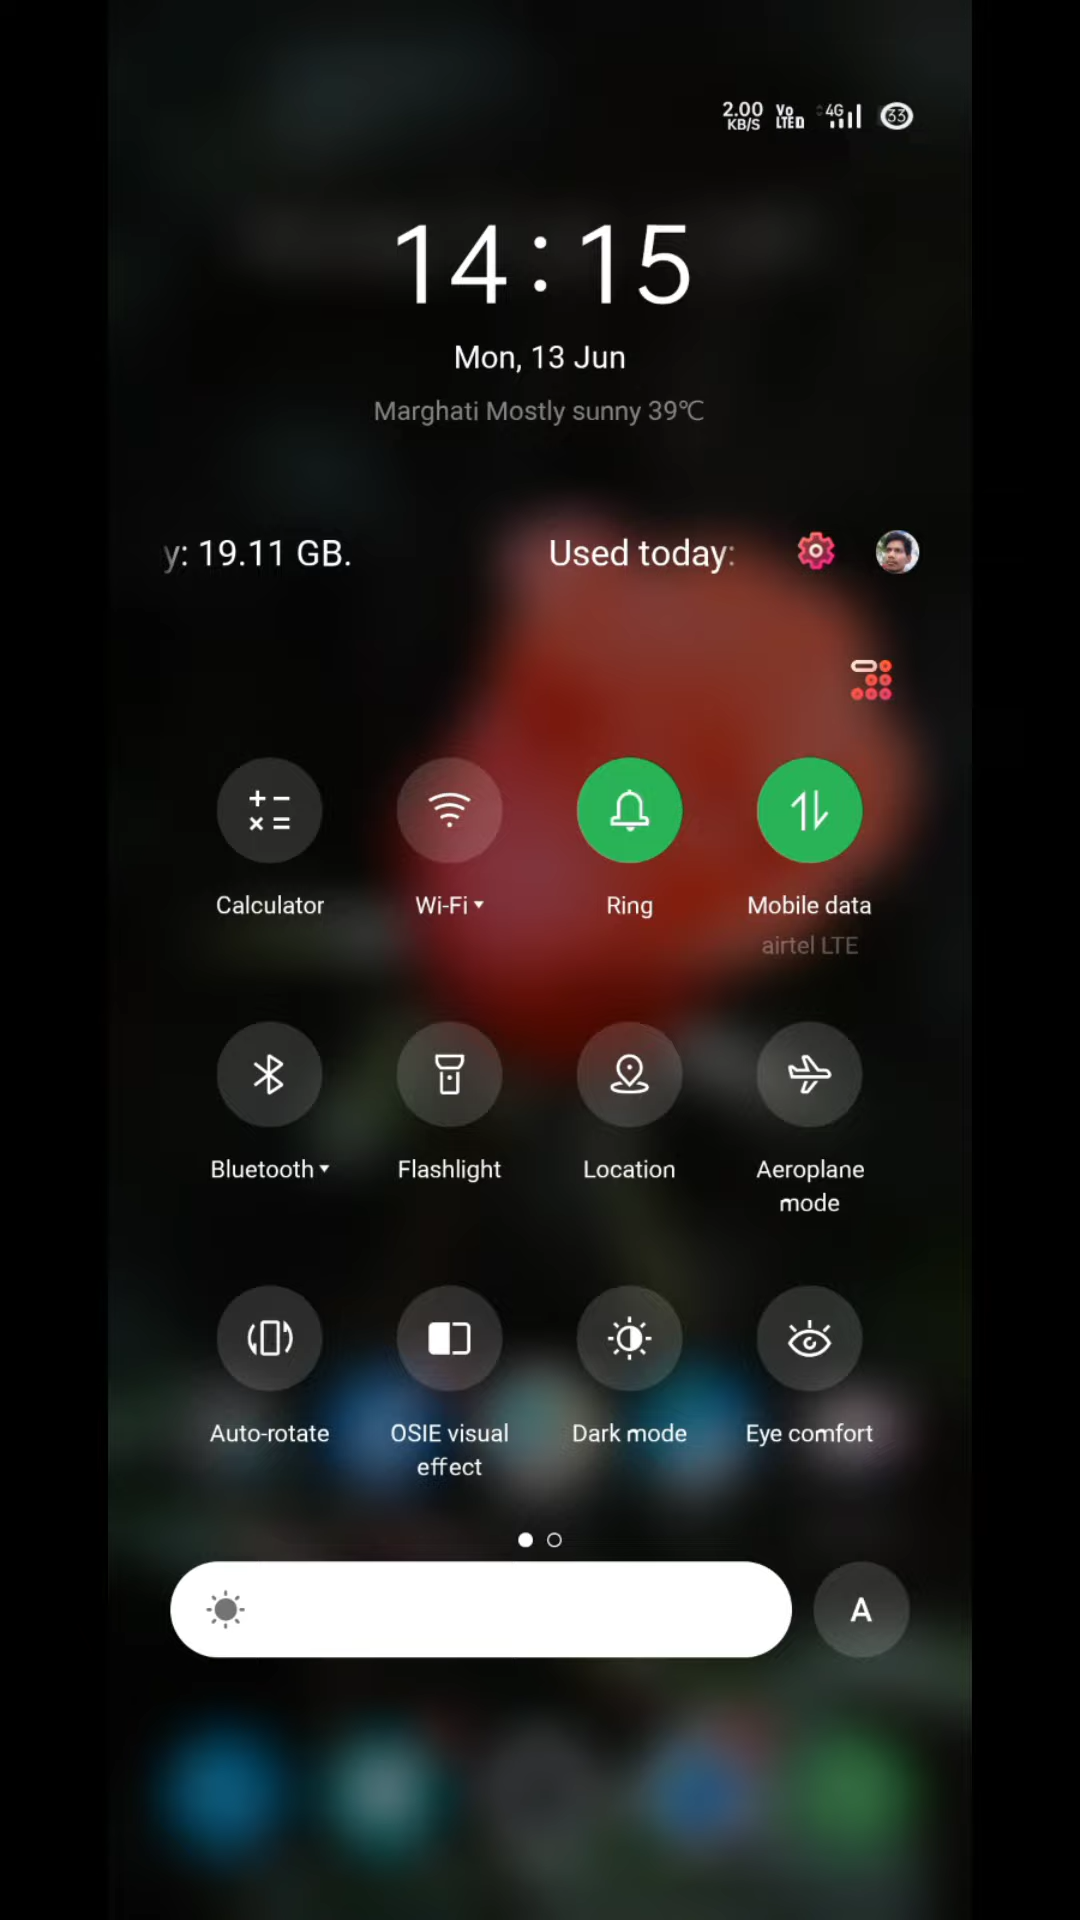 2.00 KB/S VoLTED 4G 33
14:15
Mon, 13 Jun
Marghati Mostly sunny 39℃
y: 19.11 GB. Used today:
Calculator Wi-Fi Ring Mobile data
airtel LTE
Bluetooth Flashlight Location Aeroplane mode
Auto-rotate OSIE visual effect Dark mode Eye comfort
A